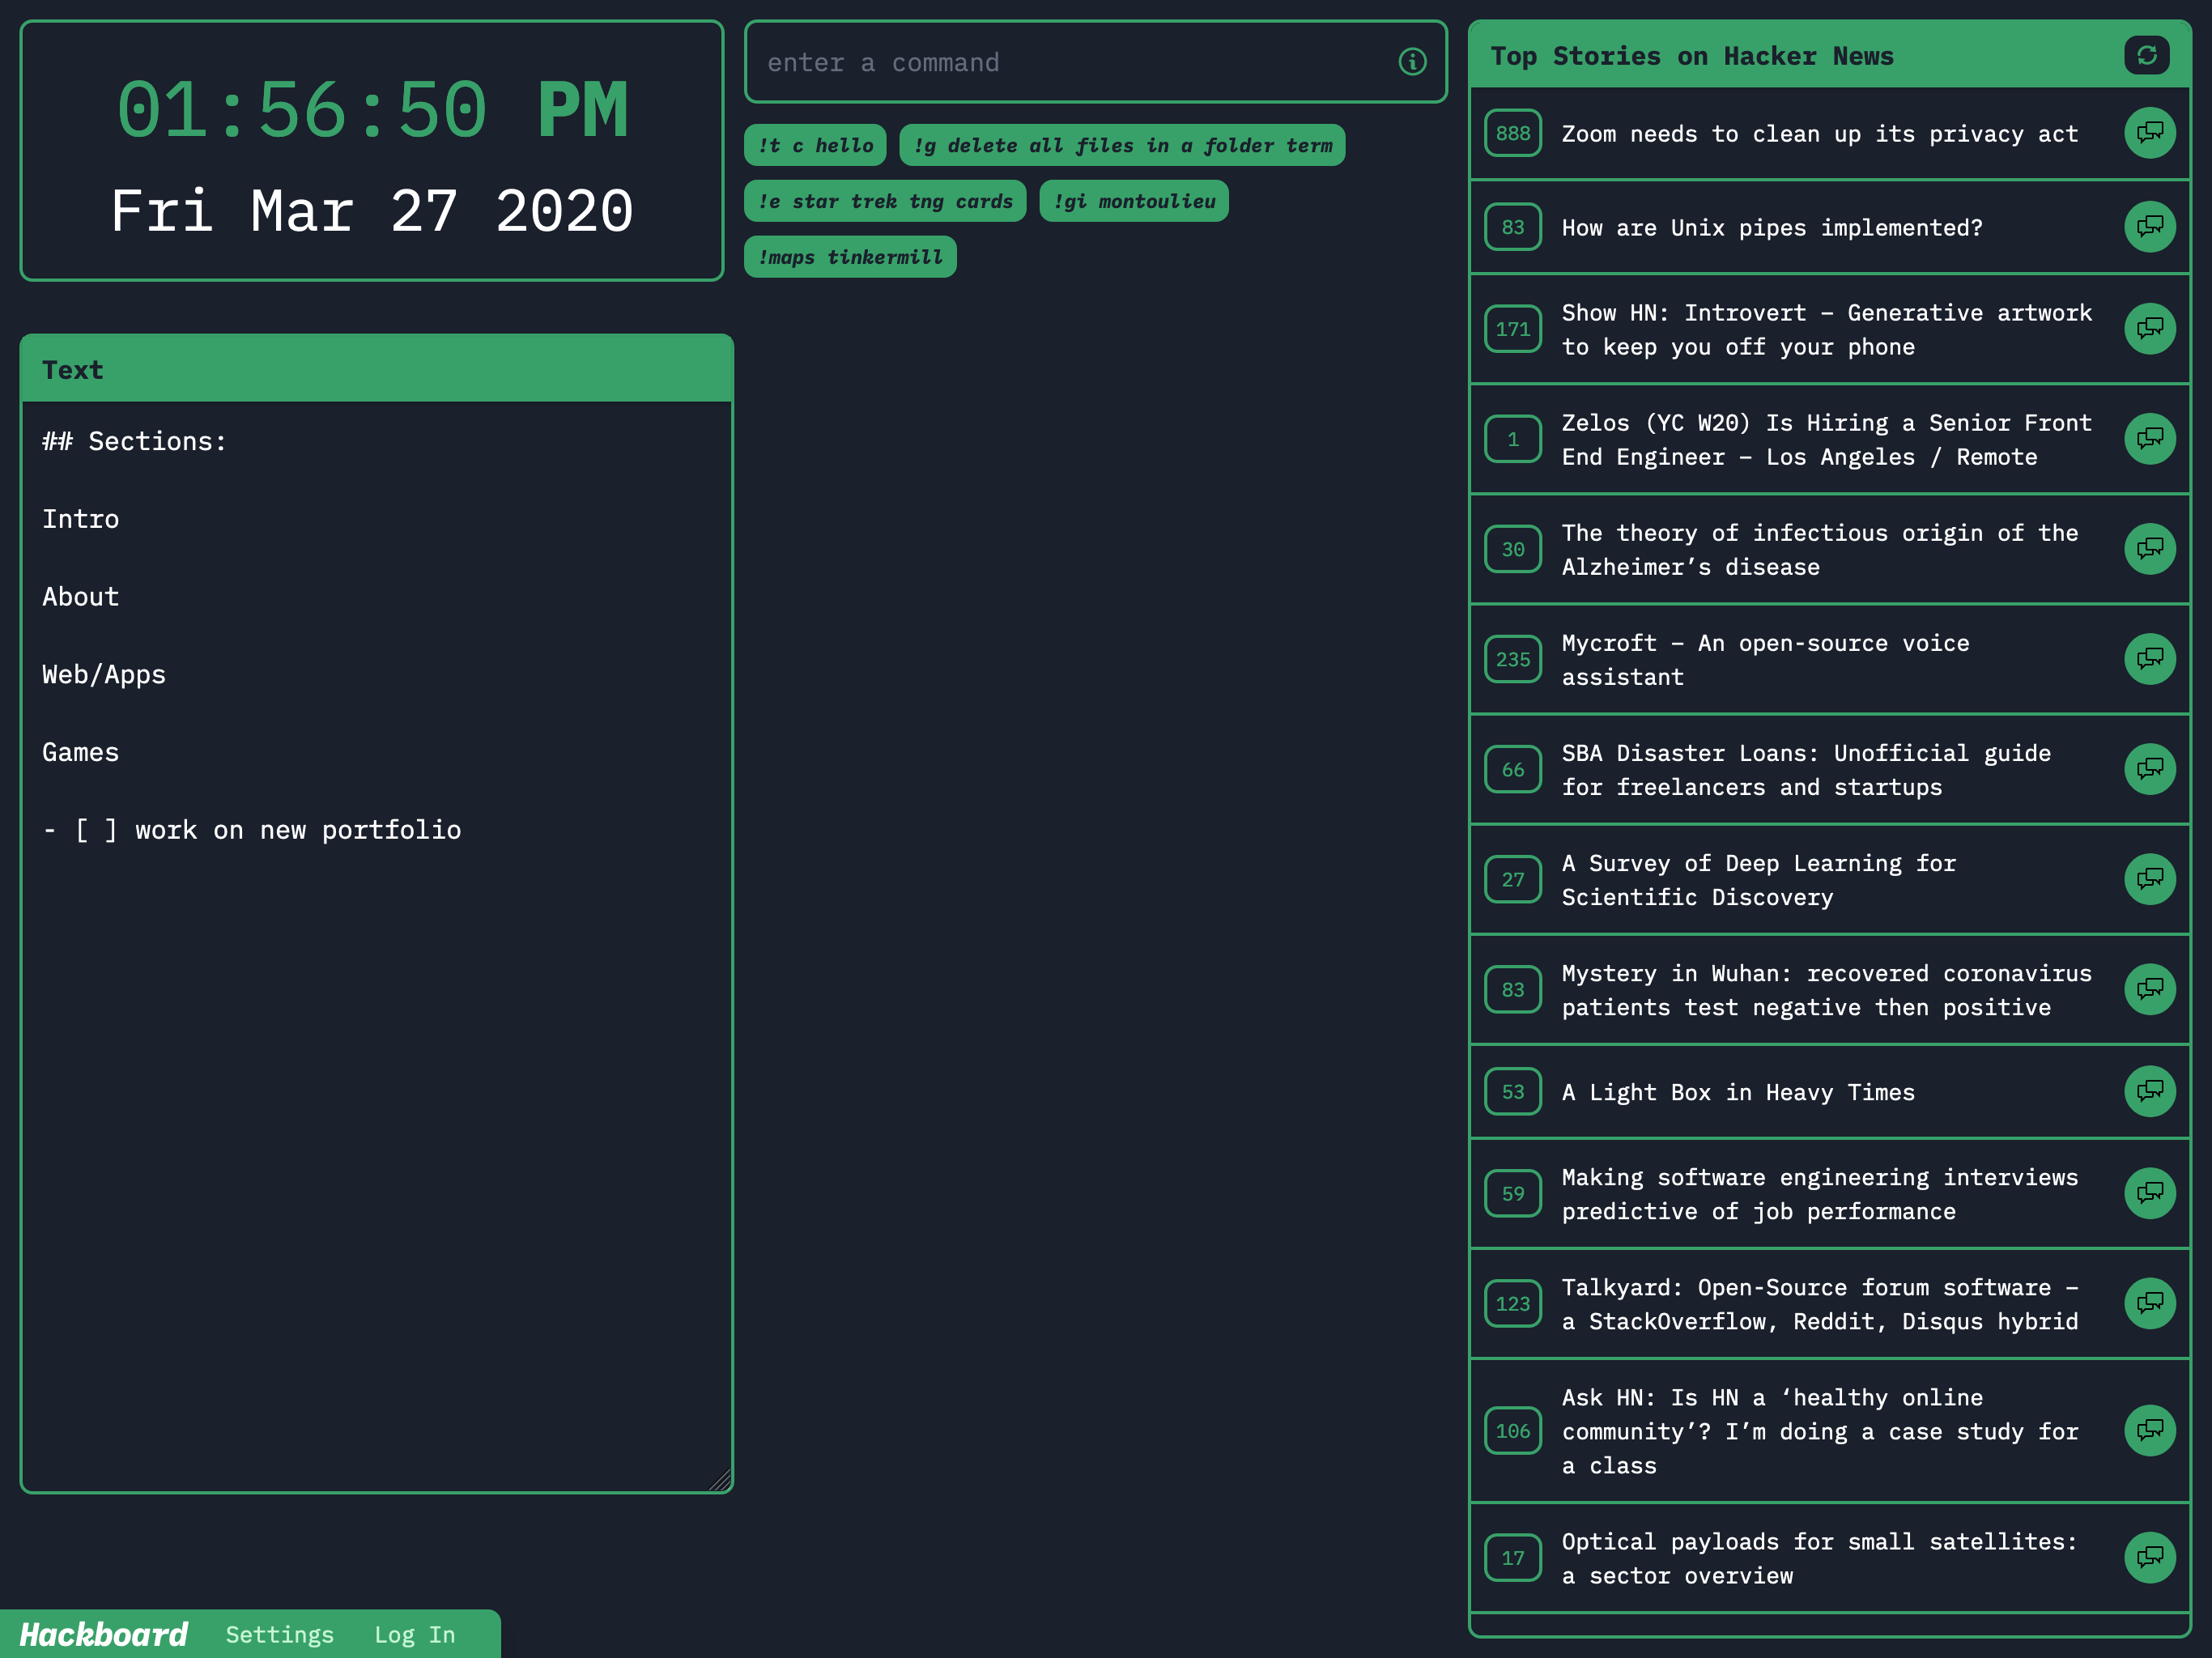 01:56:50 PM
Fri Mar 27 2020
enter a command
!t c hello
!g delete all files in a folder term
!e star trek tng cards
!gi montoulieu
!maps tinkermill
Text
## Sections:
Intro
About
Web/Apps
Games
- [ ] work on new portfolio
Top Stories on Hacker News
888
Zoom needs to clean up its privacy act
83
How are Unix pipes implemented?
171
Show HN: Introvert – Generative artwork
to keep you off your phone
1
Zelos (YC W20) Is Hiring a Senior Front
End Engineer – Los Angeles / Remote
30
The theory of infectious origin of the
Alzheimer’s disease
235
Mycroft – An open-source voice
assistant
66
SBA Disaster Loans: Unofficial guide
for freelancers and startups
27
A Survey of Deep Learning for
Scientific Discovery
83
Mystery in Wuhan: recovered coronavirus
patients test negative then positive
53
A Light Box in Heavy Times
59
Making software engineering interviews
predictive of job performance
123
Talkyard: Open-Source forum software –
a StackOverflow, Reddit, Disqus hybrid
106
Ask HN: Is HN a ‘healthy online
community’? I’m doing a case study for
a class
17
Optical payloads for small satellites:
a sector overview
Hackboard
Settings
Log In